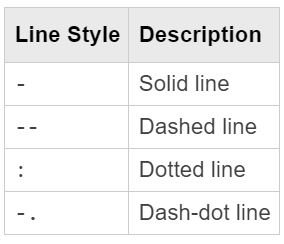 Line Style Description
- Solid line
-- Dashed line
: Dotted line
-. Dash-dot line